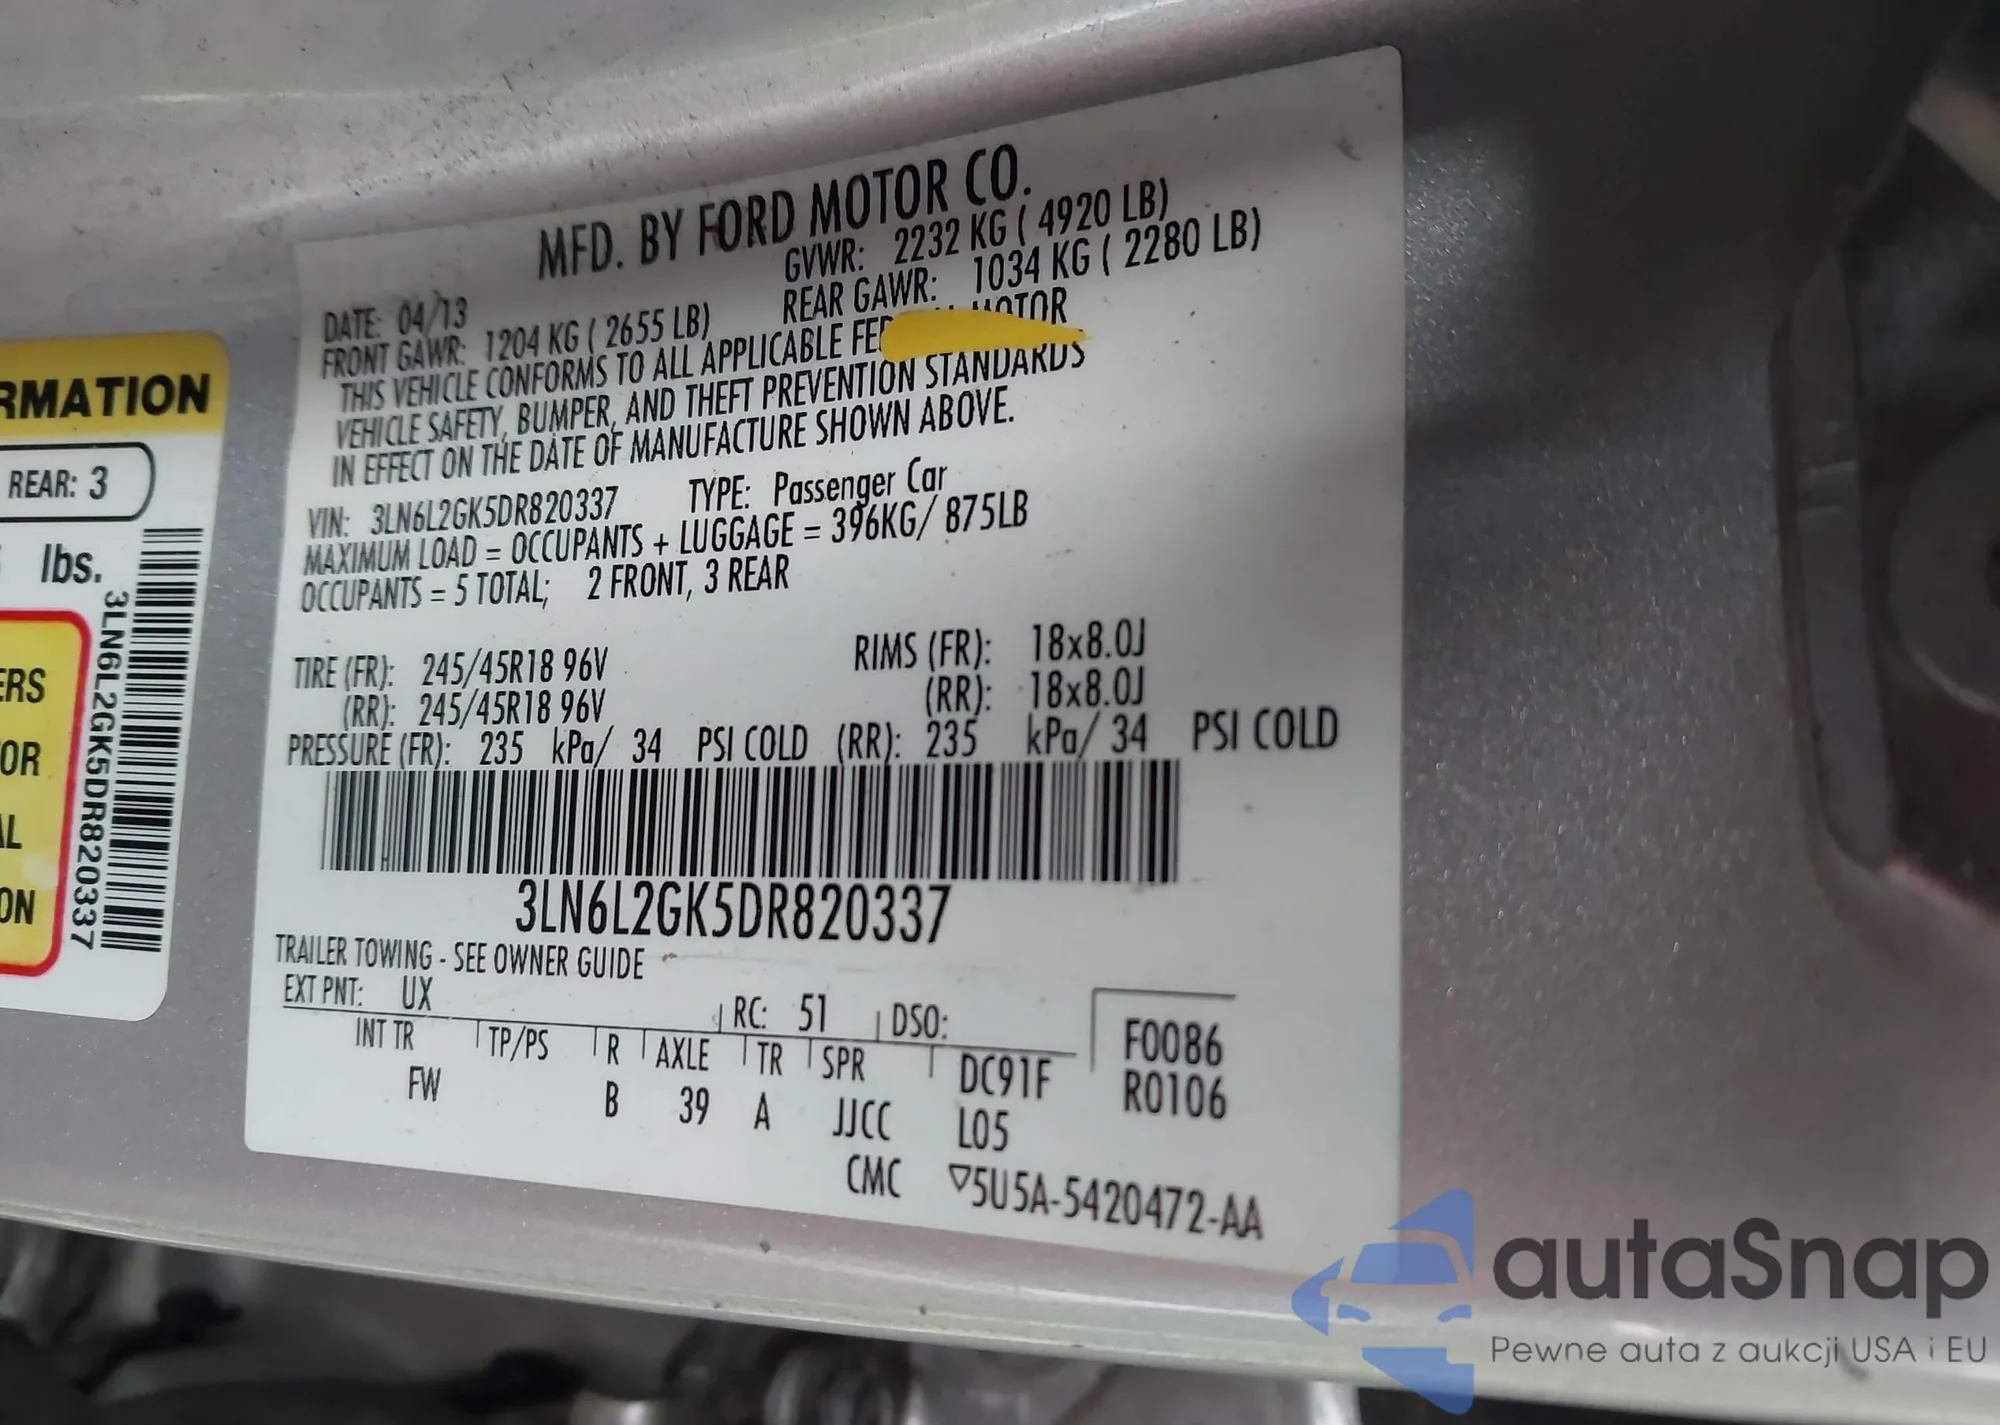 RMATION
REAR: 3
lbs.
ERS
OR
AL
ON
3LN6L2GK5DR820337
MFD. BY FORD MOTOR CO.
DATE: 04/13 GVWR: 2232 KG ( 4920 LB)
FRONT GAWR: 1204 KG ( 2655 LB) REAR GAWR: 1034 KG ( 2280 LB)
THIS VEHICLE CONFORMS TO ALL APPLICABLE MOTOR
VEHICLE SAFETY, BUMPER, AND THEFT PREVENTION STANDARDS
IN EFFECT ON THE DATE OF MANUFACTURE SHOWN ABOVE.
VIN: 3LN6L2GK5DR820337 TYPE: Passenger Car
MAXIMUM LOAD = OCCUPANTS + LUGGAGE = 396KG/ 875LB
OCCUPANTS = 5 TOTAL; 2 FRONT, 3 REAR
TIRE (FR): 245/45R18 96V RIMS (FR): 18x8.0J
(RR): 245/45R18 96V (RR): 18x8.0J
PRESSURE (FR): 235 kPa/ 34 PSI COLD (RR): 235 kPa/ 34 PSI COLD
3LN6L2GK5DR820337
TRAILER TOWING - SEE OWNER GUIDE
EXT PNT: UX RC: 51 DSO: F0086
INT TR TP/PS R AXLE TR SPR DC91F R0106
FW B 39 A JJCC L05
CMC ▽5U5A-5420472-AA
autaSnap
Pewne auta z aukcji USA i EU